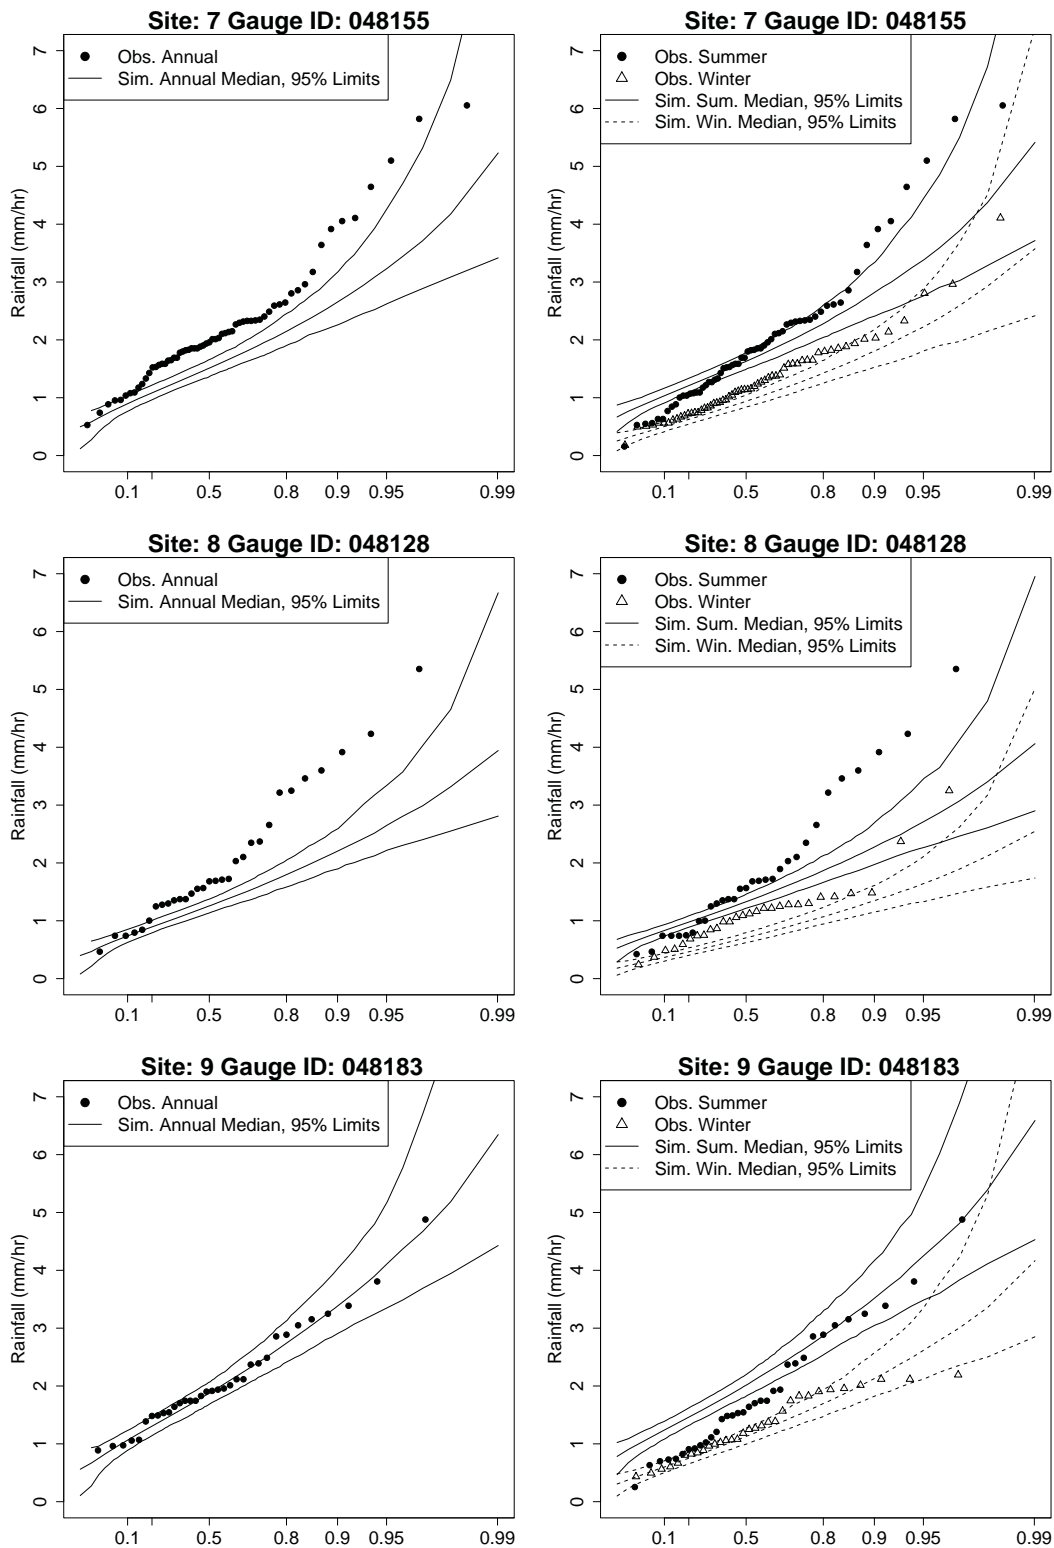 Site: 7 Gauge ID: 048155
Obs. Annual
Sim. Annual Median, 95% Limits
Rainfall (mm/hr)
7
6
5
4
3
2
1
0
0.1
0.5
0.8
0.9
0.95
0.99
Site: 7 Gauge ID: 048155
Obs. Summer
Obs. Winter
Sim. Sum. Median, 95% Limits
Sim. Win. Median, 95% Limits
Rainfall (mm/hr)
7
6
5
4
3
2
1
0
0.1
0.5
0.8
0.9
0.95
0.99
Site: 8 Gauge ID: 048128
Obs. Annual
Sim. Annual Median, 95% Limits
Rainfall (mm/hr)
7
6
5
4
3
2
1
0
0.1
0.5
0.8
0.9
0.95
0.99
Site: 8 Gauge ID: 048128
Obs. Summer
Obs. Winter
Sim. Sum. Median, 95% Limits
Sim. Win. Median, 95% Limits
Rainfall (mm/hr)
7
6
5
4
3
2
1
0
0.1
0.5
0.8
0.9
0.95
0.99
Site: 9 Gauge ID: 048183
Obs. Annual
Sim. Annual Median, 95% Limits
Rainfall (mm/hr)
7
6
5
4
3
2
1
0
0.1
0.5
0.8
0.9
0.95
0.99
Site: 9 Gauge ID: 048183
Obs. Summer
Obs. Winter
Sim. Sum. Median, 95% Limits
Sim. Win. Median, 95% Limits
Rainfall (mm/hr)
7
6
5
4
3
2
1
0
0.1
0.5
0.8
0.9
0.95
0.99